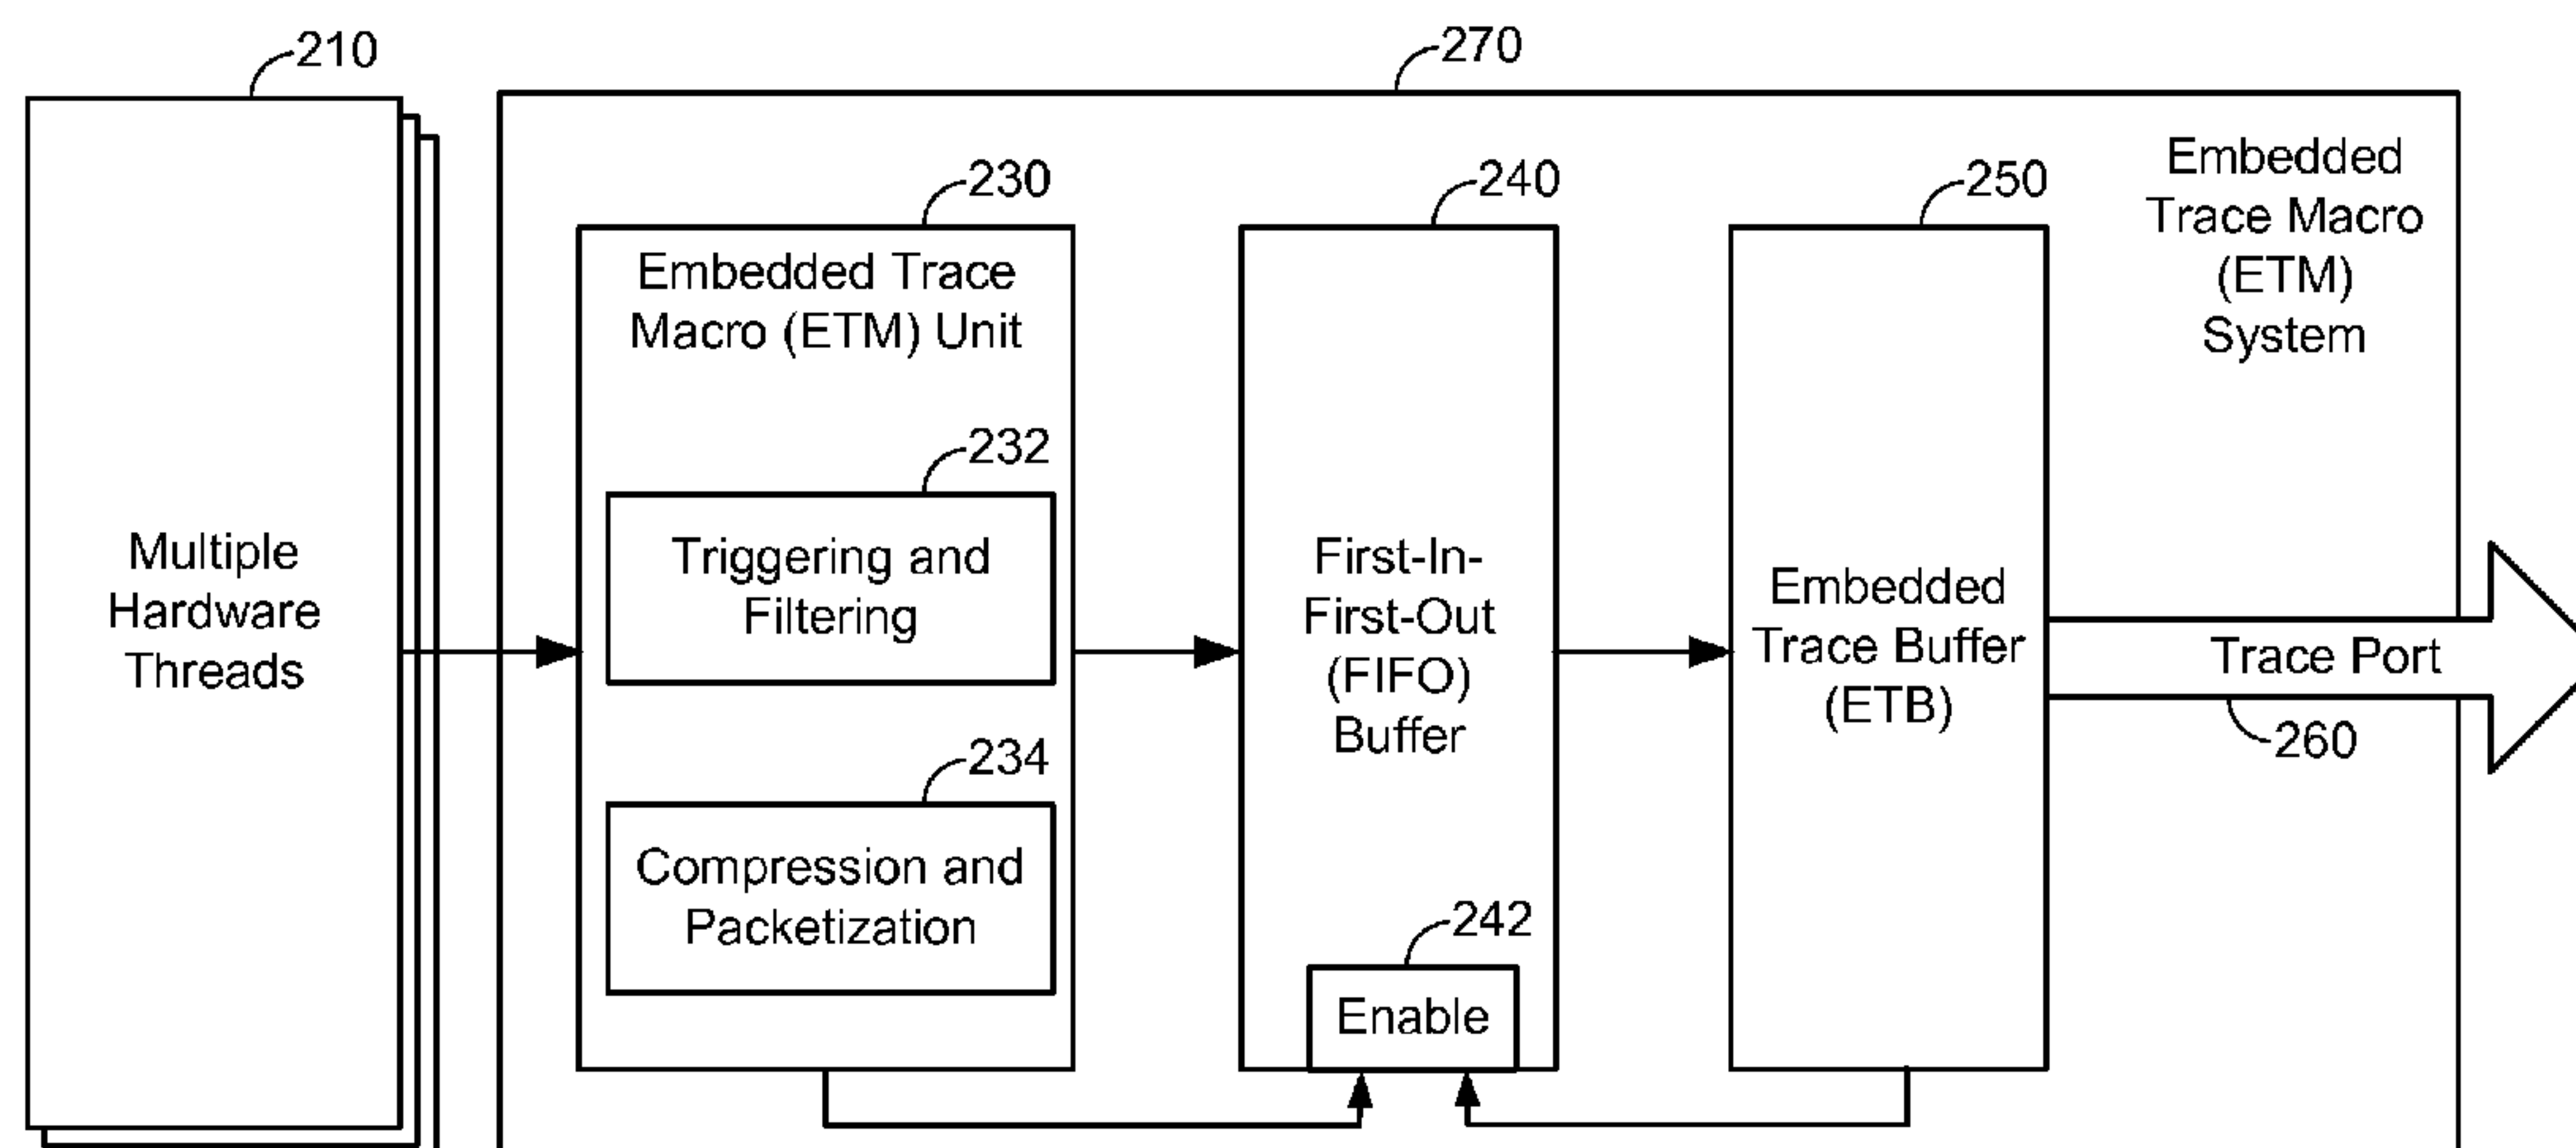 210
270
Embedded
Trace Macro
(ETM)
System
230
240
250
Embedded Trace
Macro (ETM) Unit
232
Triggering and
Filtering
234
Compression and
Packetization
Multiple
Hardware
Threads
First-In-
First-Out
(FIFO)
Buffer
242
Enable
Embedded
Trace Buffer
(ETB)
Trace Port
260